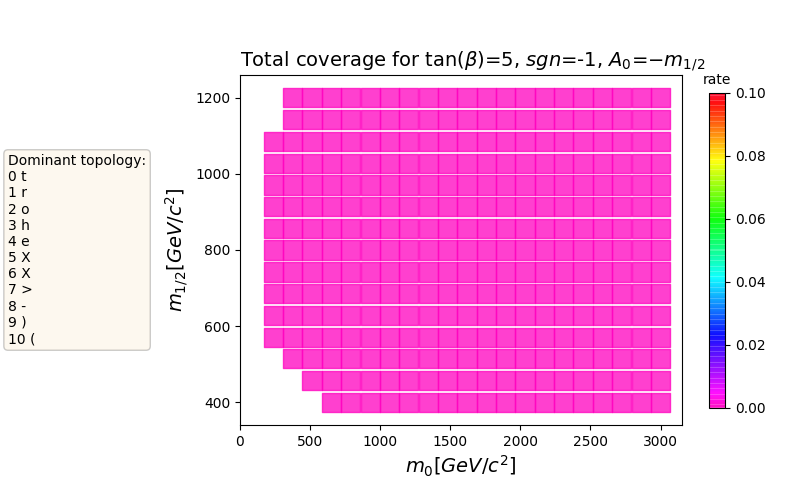 Total coverage for tan(β)=5, sgn=-1, A₀=−m₁/₂
rate
Dominant topology:
0 t
1 r
2 o
3 h
4 e
5 X
6 X
7 >
8 -
9 )
10 (
m₁/₂[GeV/c²]
1200
1000
800
600
400
0 500 1000 1500 2000 2500 3000
m₀[GeV/c²]
0.10
0.08
0.06
0.04
0.02
0.00